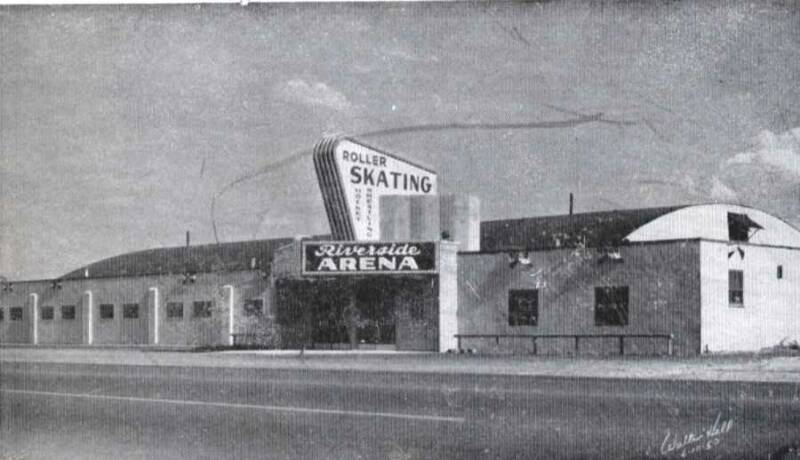 ROLLER
SKATING
HOCKEY
WRESTLING
Riverside
ARENA